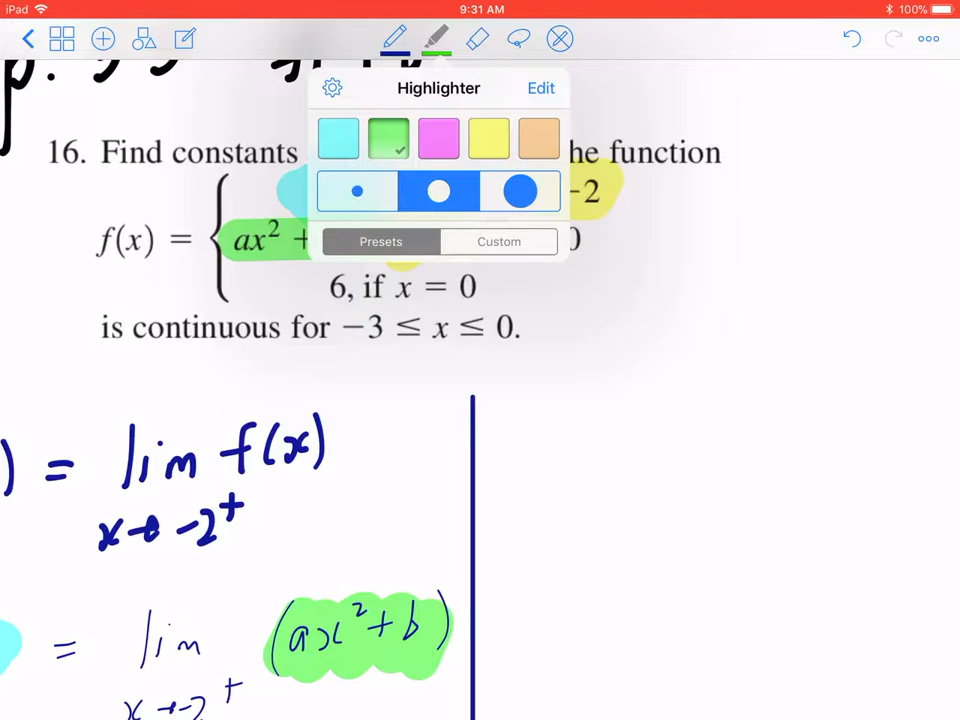 iPad 9:31 AM 100%
Highlighter Edit
16. Find constants he function
-2
f(x) = { ax² + 0
Presets Custom
6, if x = 0
is continuous for −3 ≤ x ≤ 0.
) = lim f(x)
x→-2⁺
= lim (ax² + b)
x→-2⁺